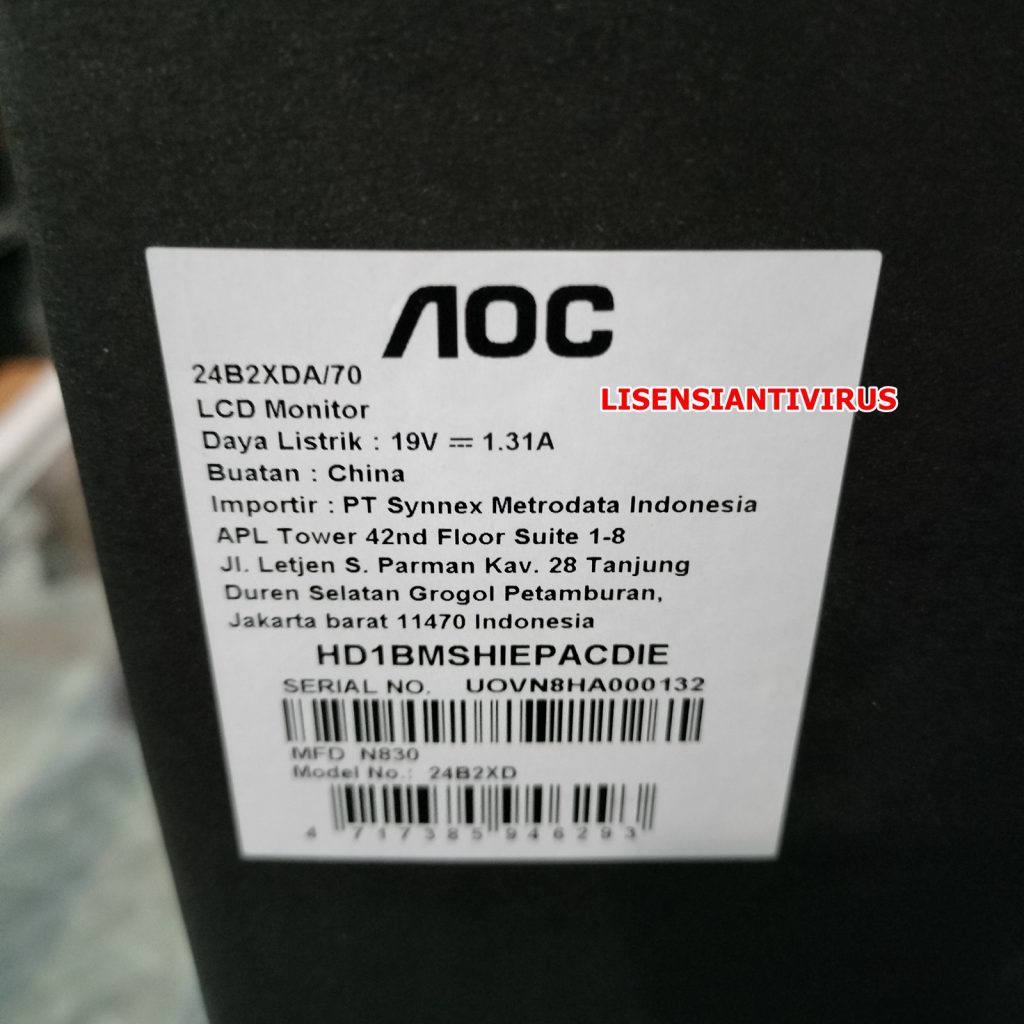 AOC
24B2XDA/70
LISENSIANTIVIRUS
LCD Monitor
Daya Listrik : 19V ⎓ 1.31A
Buatan : China
Importir : PT Synnex Metrodata Indonesia
APL Tower 42nd Floor Suite 1-8
Jl. Letjen S. Parman Kav. 28 Tanjung
Duren Selatan Grogol Petamburan,
Jakarta barat 11470 Indonesia
HD1BMSHIEPACDIE
SERIAL NO. UOVN8HA000132
MFD N830
Model No.: 24B2XD
4 717385 946293